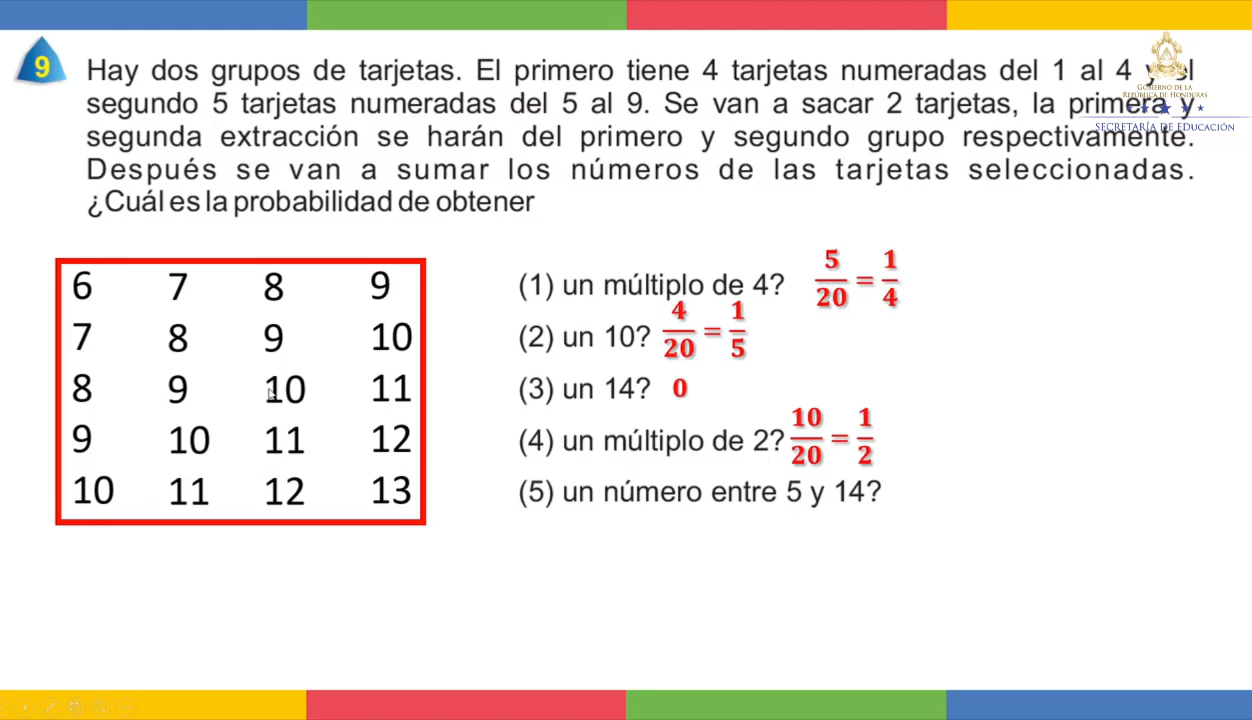 9
Hay dos grupos de tarjetas. El primero tiene 4 tarjetas numeradas del 1 al 4 y el
segundo 5 tarjetas numeradas del 5 al 9. Se van a sacar 2 tarjetas, la primera y
segunda extracción se harán del primero y segundo grupo respectivamente.
Después se van a sumar los números de las tarjetas seleccionadas.
¿Cuál es la probabilidad de obtener
GOBIERNO DE LA
REPÚBLICA DE HONDURAS
SECRETARÍA DE EDUCACIÓN
6 7 8 9
7 8 9 10
8 9 10 11
9 10 11 12
10 11 12 13
(1) un múltiplo de 4? 5/20 = 1/4
(2) un 10? 4/20 = 1/5
(3) un 14? 0
(4) un múltiplo de 2? 10/20 = 1/2
(5) un número entre 5 y 14?